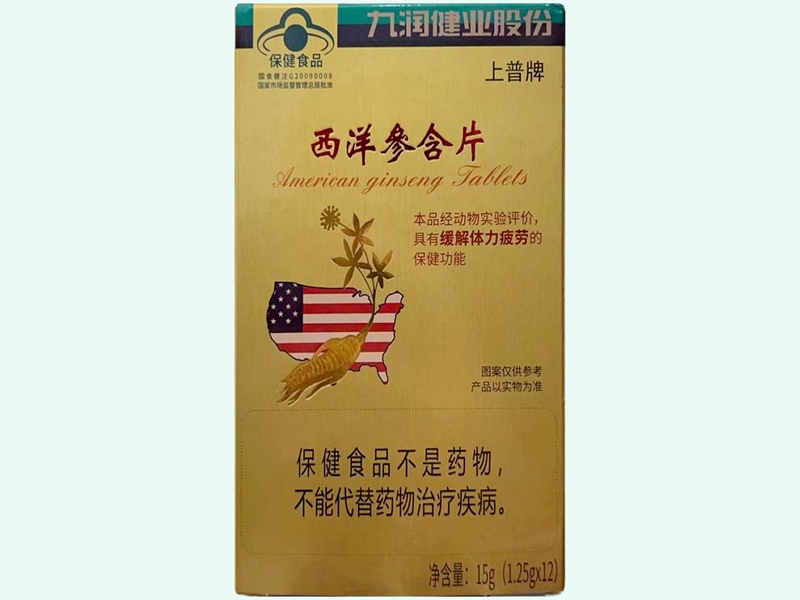 九润健业股份
保健食品
国食健注G20090008
国家市场监督管理总局批准
上普牌
西洋參含片
American ginseng Tablets
本品经动物实验评价,
具有缓解体力疲劳的
保健功能
图案仅供参考
产品以实物为准
保健食品不是药物,
不能代替药物治疗疾病。
净含量: 15g (1.25gx12)